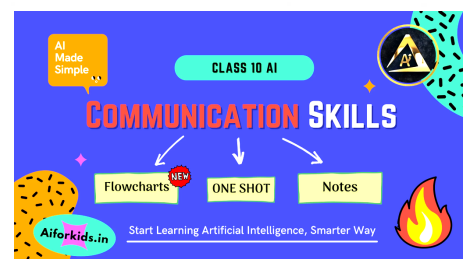 AI
Made
Simple
CLASS 10 AI
Ai
COMMUNICATION SKILLS
Flowcharts
NEW
ONE SHOT
Notes
Aiforkids.in
Start Learning Artificial Intelligence, Smarter Way